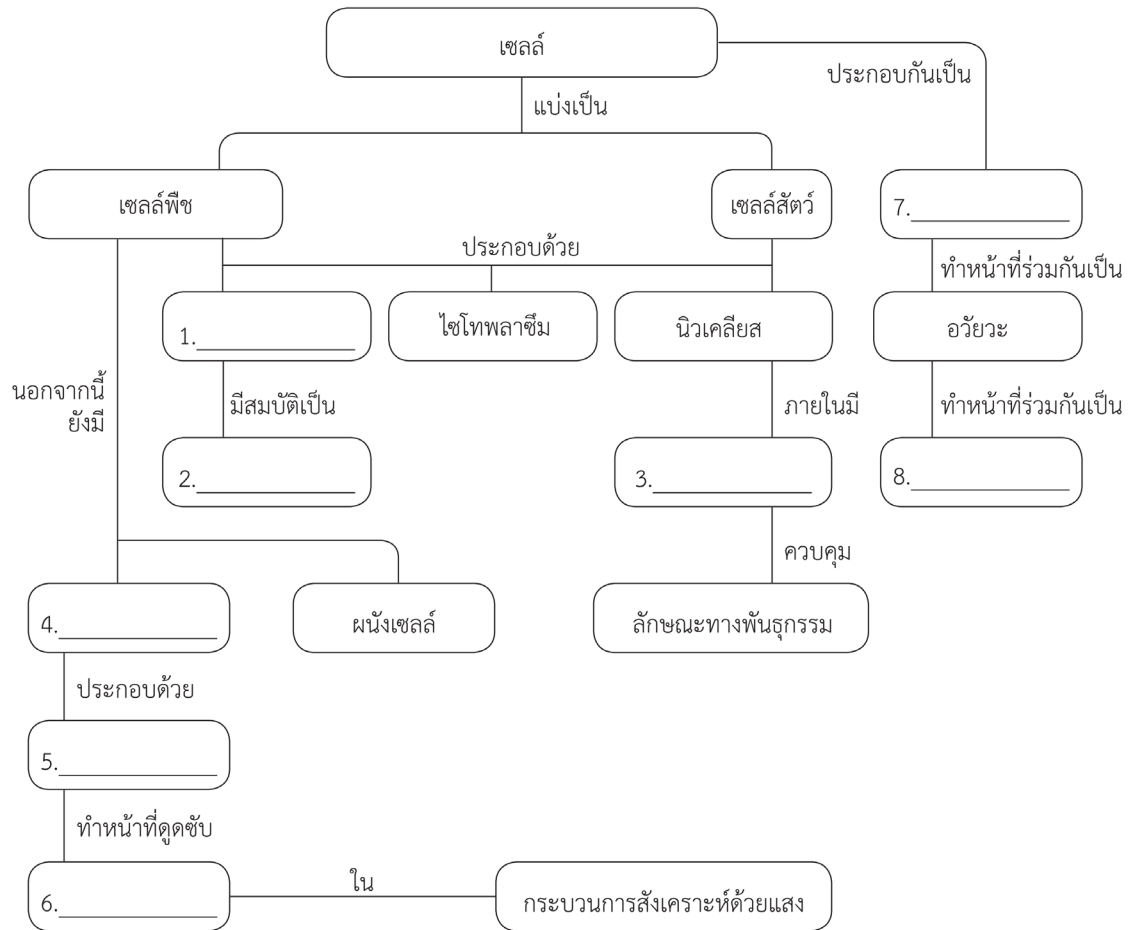 เซลล์
ประกอบกันเป็น
แบ่งเป็น
เซลล์พืช
เซลล์สัตว์
7.
ประกอบด้วย
ทำหน้าที่ร่วมกันเป็น
1.
ไซโทพลาซึม
นิวเคลียส
อวัยวะ
นอกจากนี้
ยังมี
มีสมบัติเป็น
ภายในมี
ทำหน้าที่ร่วมกันเป็น
2.
3.
8.
ควบคุม
4.
ผนังเซลล์
ลักษณะทางพันธุกรรม
ประกอบด้วย
5.
ทำหน้าที่ดูดซับ
6.
ใน
กระบวนการสังเคราะห์ด้วยแสง